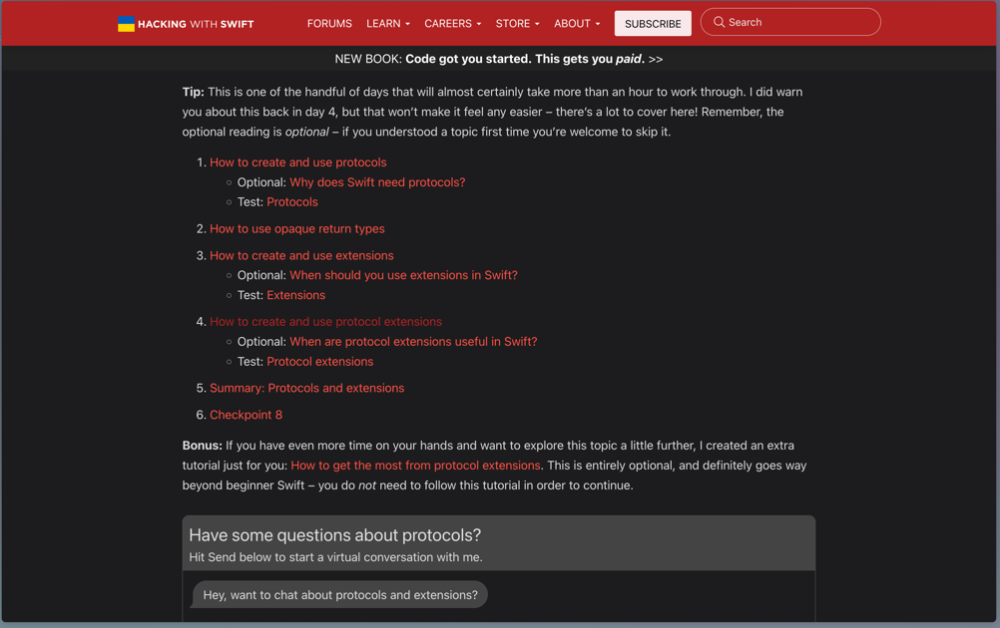 HACKING WITH SWIFT FORUMS LEARN CAREERS STORE ABOUT SUBSCRIBE Search
NEW BOOK: Code got you started. This gets you paid. >>
Tip: This is one of the handful of days that will almost certainly take more than an hour to work through. I did warn
you about this back in day 4, but that won’t make it feel any easier – there’s a lot to cover here! Remember, the
optional reading is optional – if you understood a topic first time you’re welcome to skip it.
1. How to create and use protocols
○ Optional: Why does Swift need protocols?
○ Test: Protocols
2. How to use opaque return types
3. How to create and use extensions
○ Optional: When should you use extensions in Swift?
○ Test: Extensions
4. How to create and use protocol extensions
○ Optional: When are protocol extensions useful in Swift?
○ Test: Protocol extensions
5. Summary: Protocols and extensions
6. Checkpoint 8
Bonus: If you have even more time on your hands and want to explore this topic a little further, I created an extra
tutorial just for you: How to get the most from protocol extensions. This is entirely optional, and definitely goes way
beyond beginner Swift – you do not need to follow this tutorial in order to continue.
Have some questions about protocols?
Hit Send below to start a virtual conversation with me.
Hey, want to chat about protocols and extensions?